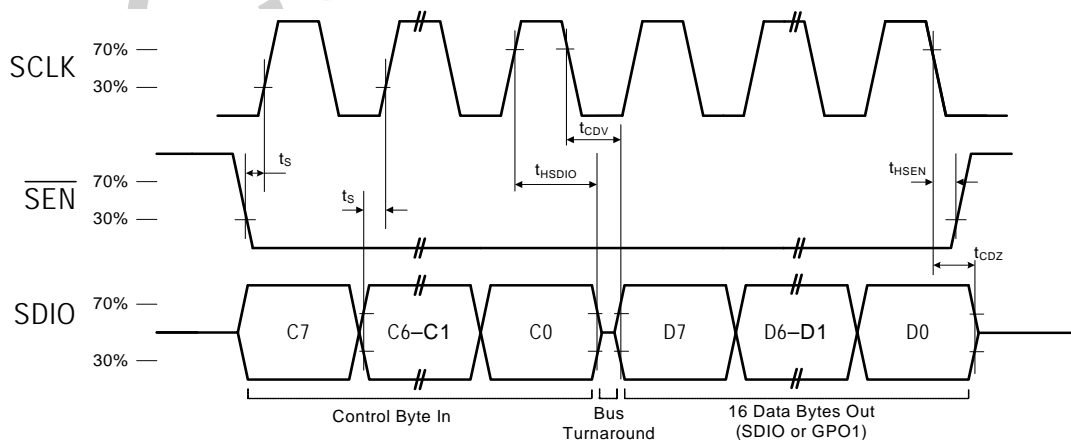 SCLK
70%
30%
tCDV
tS
tHSDIO
tHSEN
SEN
70%
30%
tS
tCDZ
SDIO
70%
30%
C7
C6–C1
C0
D7
D6–D1
D0
Control Byte In
Bus
Turnaround
16 Data Bytes Out
(SDIO or GPO1)